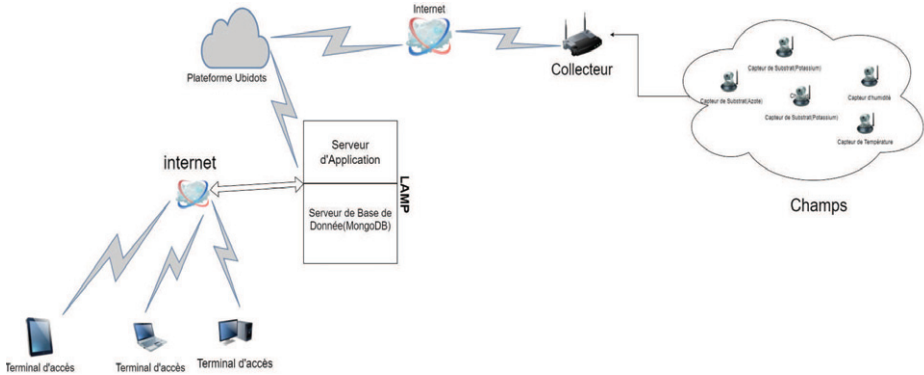 Internet
Plateforme Ubidots
Collecteur
Capteur de Substrat(Potassium)
Capteur de Substrat(Azote)
Capteur d'humidité
Capteur de Substrat(Potassium)
Capteur de Température
Champs
Serveur
d'Application
LAMP
Serveur de Base de
Donnée(MongoDB)
internet
Terminal d'accès
Terminal d'accès
Terminal d'accès